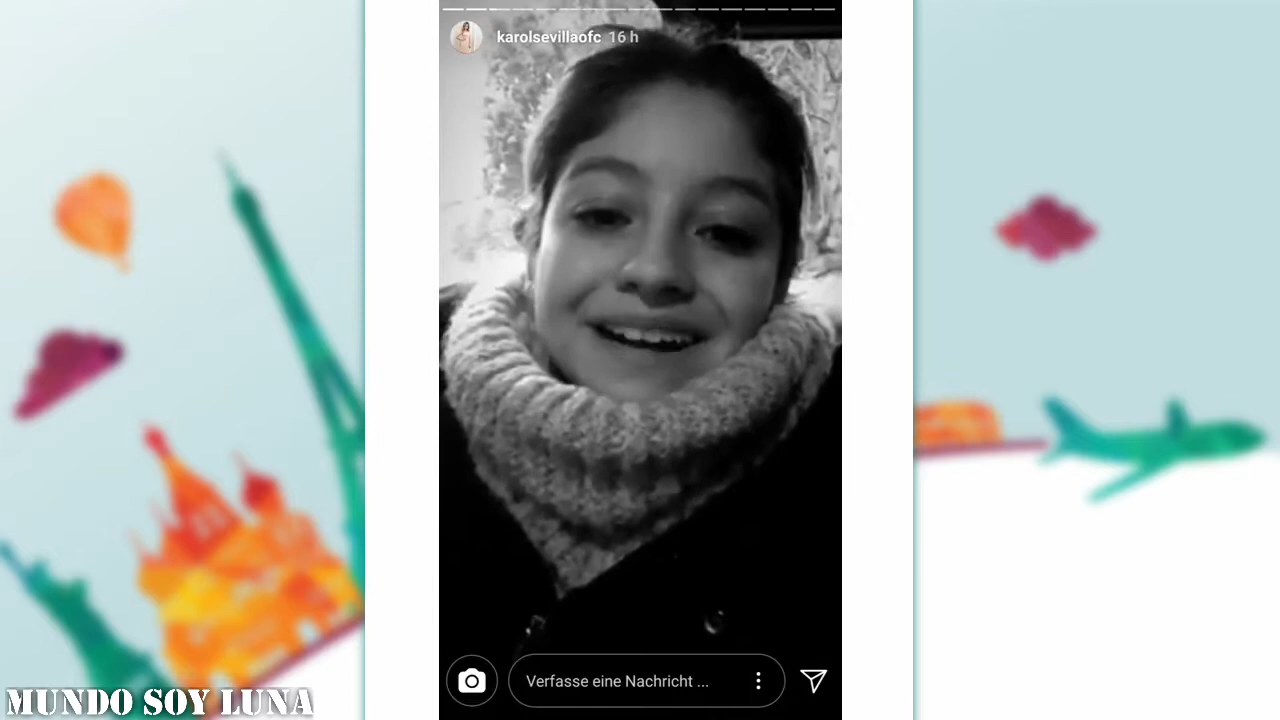 karolsevillaofc 16 h
Verfasse eine Nachricht ...
MUNDO SOY LUNA